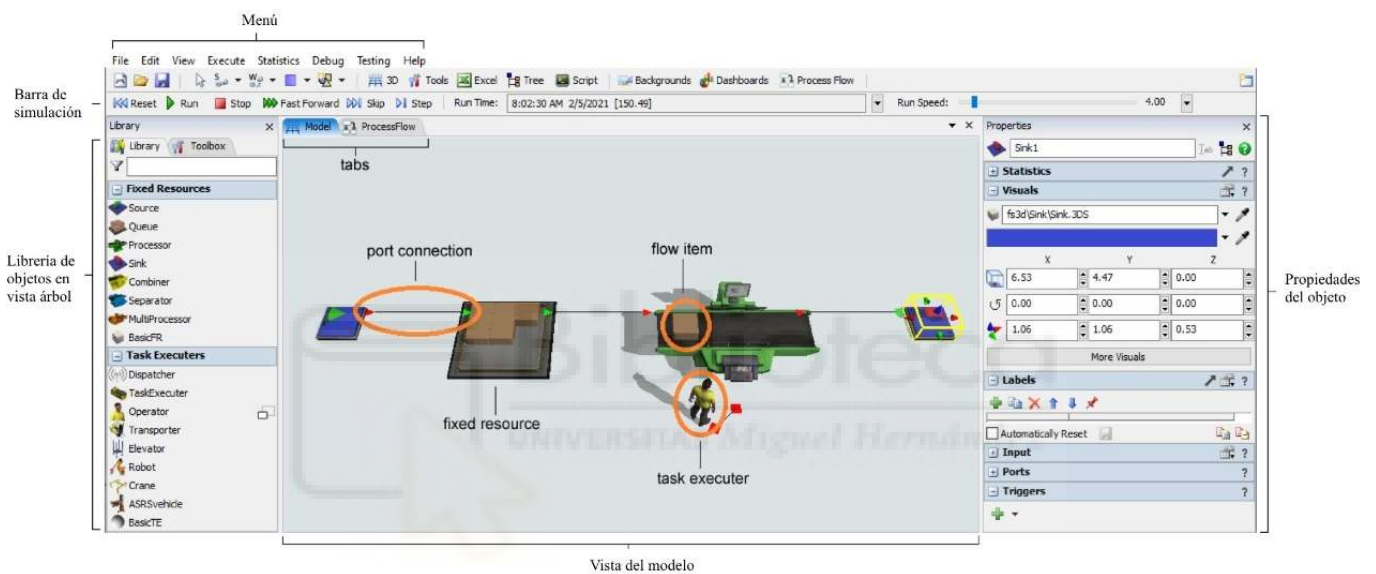 Menú
File Edit View Execute Statistics Debug Testing Help
3D Tools Excel Tree Script Backgrounds Dashboards Process Flow
Barra de
simulación
Reset Run Stop Fast Forward Skip Step Run Time: 8:02:30 AM 2/5/2021 [150.49] Run Speed: 4.00
Library
Library Toolbox
Fixed Resources
Source
Queue
Processor
Sink
Combiner
Separator
MultiProcessor
BasicFR
Task Executers
Dispatcher
TaskExecuter
Operator
Transporter
Elevator
Robot
Crane
ASRSvehicle
BasicTE
Librería de
objetos en
vista árbol
Model ProcessFlow
tabs
port connection
flow item
fixed resource
task executer
Biblioteca
UNIVERSITAS Miguel Hernández
Vista del modelo
Properties
Sink1
Statistics
Visuals
fs3d\Sink\Sink.3DS
X Y Z
6.53 4.47 0.00
0.00 0.00 0.00
1.06 1.06 0.53
More Visuals
Labels
Automatically Reset
Input
Ports
Triggers
Propiedades
del objeto